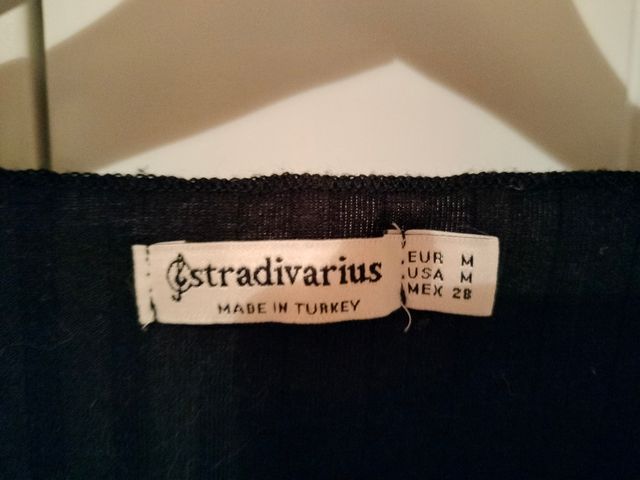 stradivarius
MADE IN TURKEY
EUR M
USA M
MEX 28